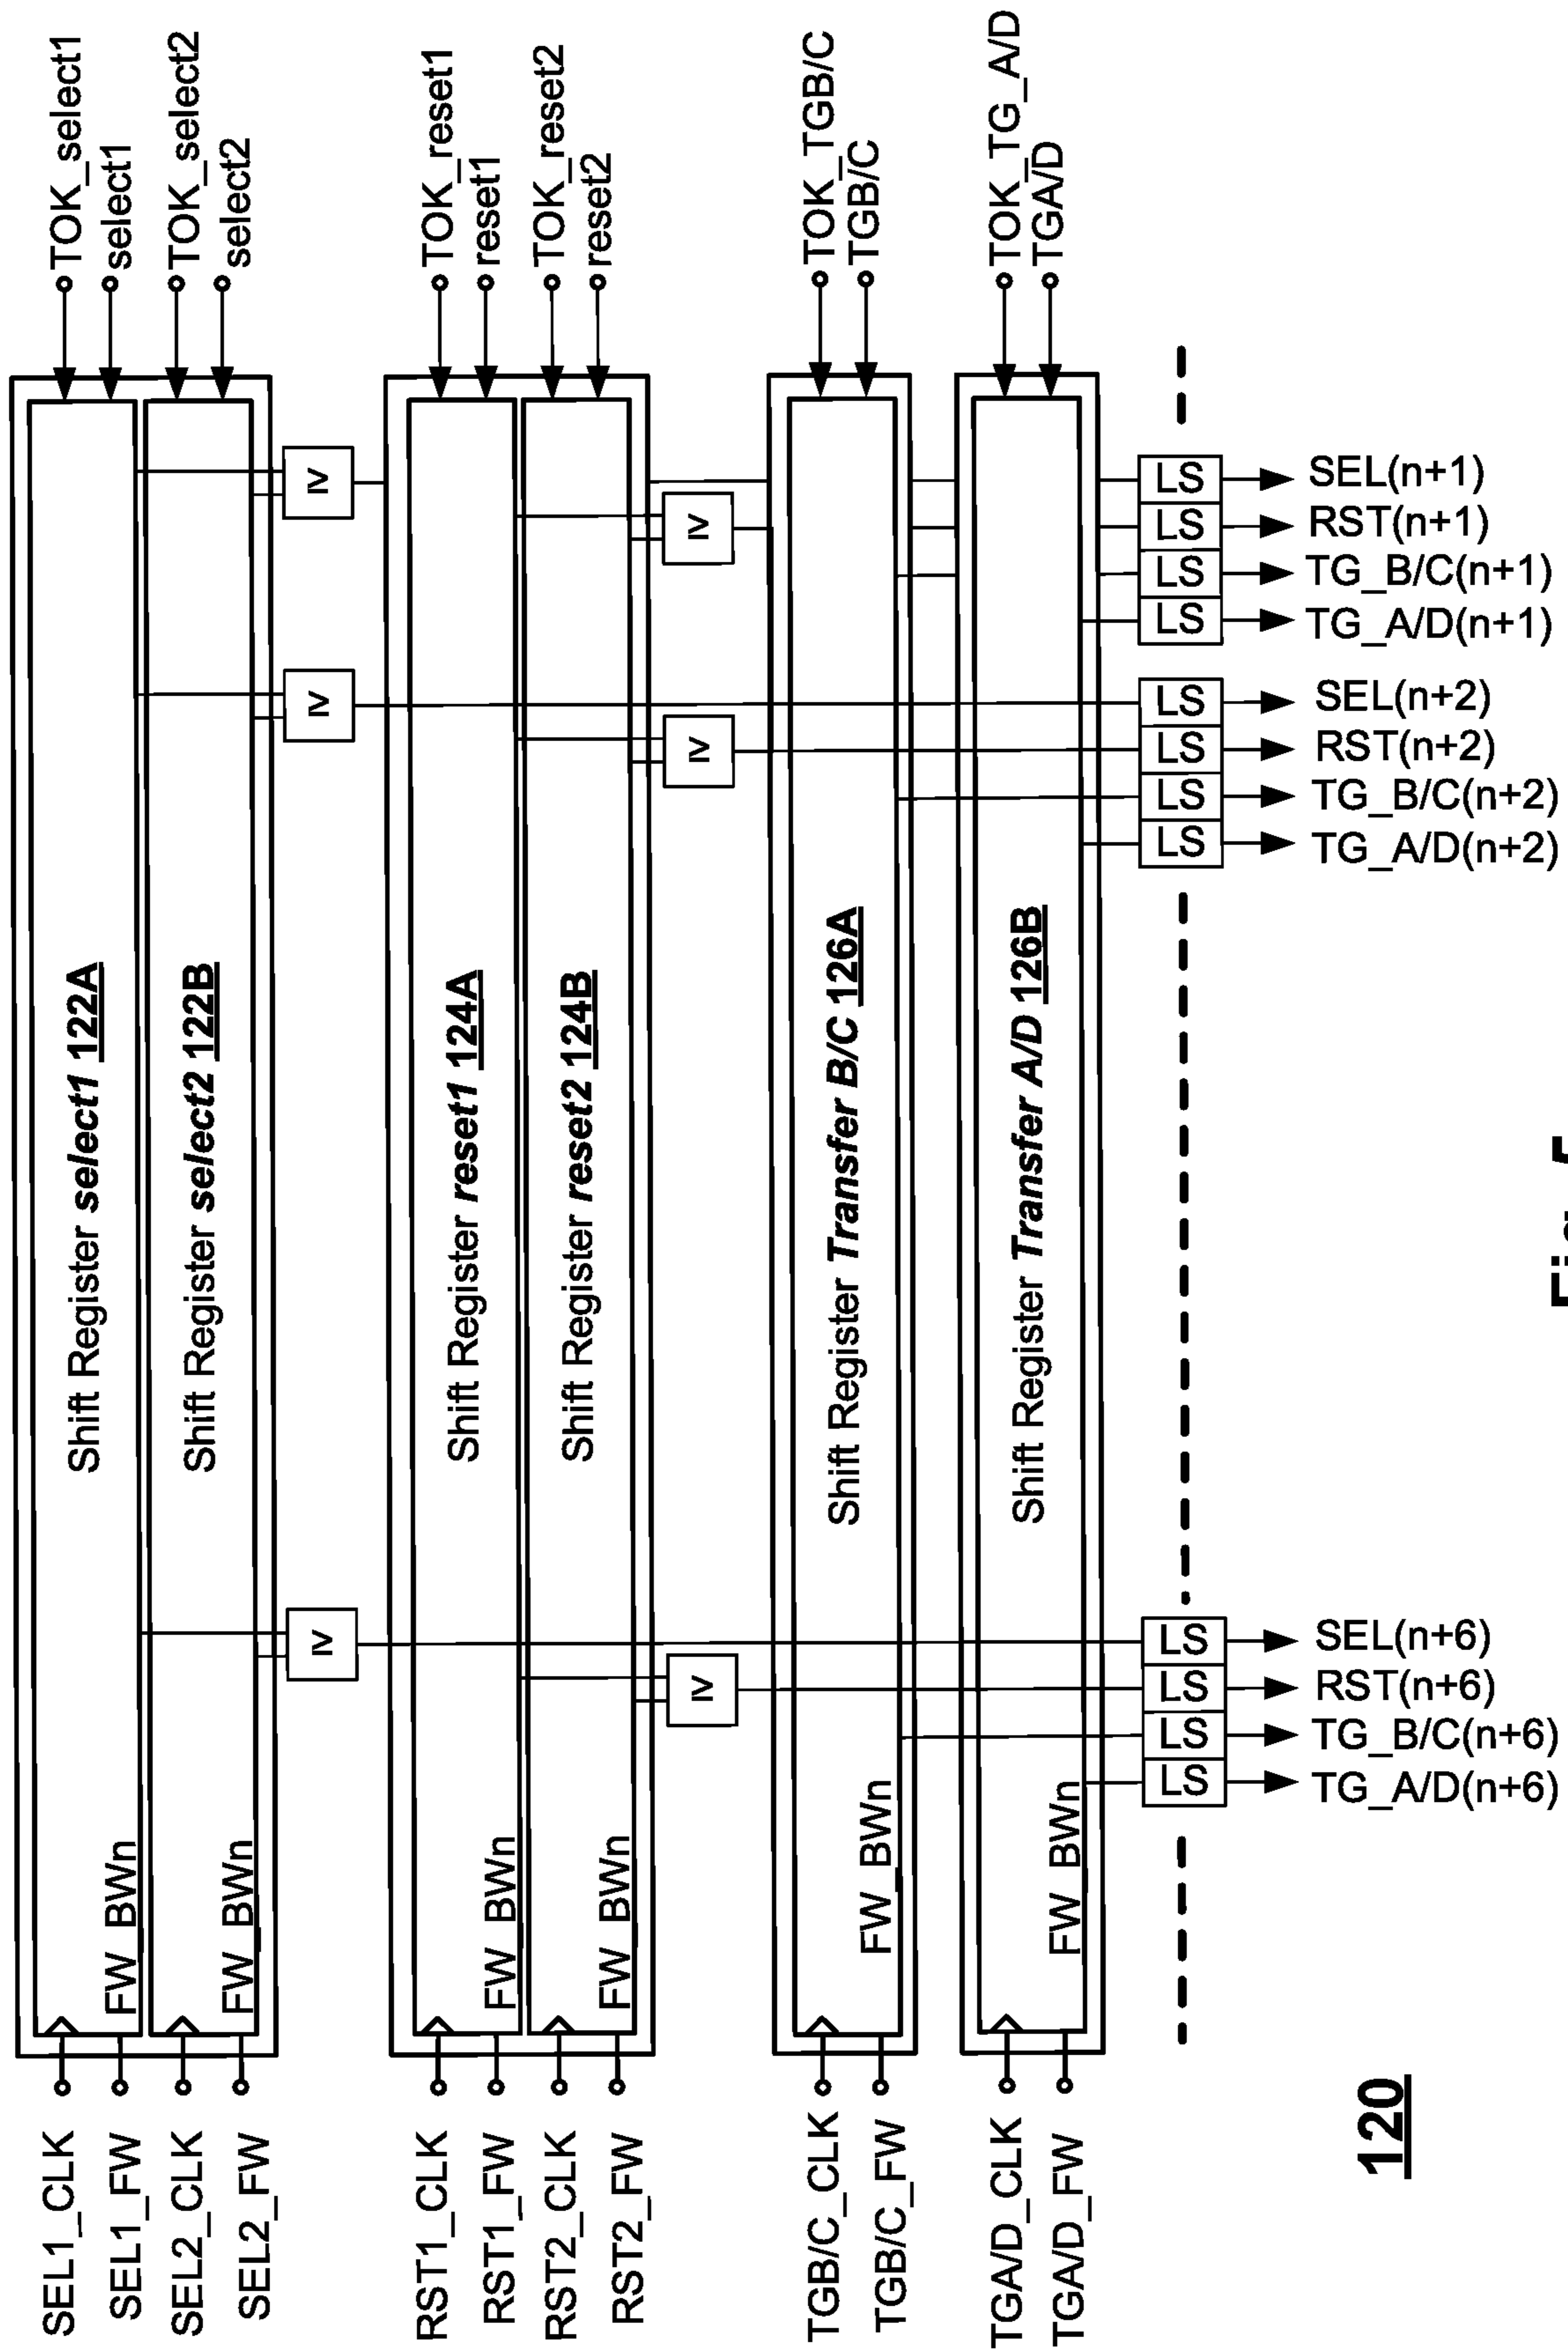 SEL1_CLK
SEL1_FW
SEL2_CLK
SEL2_FW
FW_BWn
FW_BWn
Shift Register select1 122A
Shift Register select2 122B
TOK_select1
select1
TOK_select2
select2
≥
≥
≥
RST1_CLK
RST1_FW
RST2_CLK
RST2_FW
FW_BWn
FW_BWn
Shift Register reset1 124A
Shift Register reset2 124B
TOK_reset1
reset1
TOK_reset2
reset2
≥
≥
≥
TGB/C_CLK
TGB/C_FW
FW_BWn
Shift Register Transfer B/C 126A
TOK_TGB/C
TGB/C
TGA/D_CLK
TGA/D_FW
FW_BWn
Shift Register Transfer A/D 126B
TOK_TG_A/D
TGA/D
LS SEL(n+1)
LS RST(n+1)
LS TG_B/C(n+1)
LS TG_A/D(n+1)
LS SEL(n+2)
LS RST(n+2)
LS TG_B/C(n+2)
LS TG_A/D(n+2)
LS SEL(n+6)
LS RST(n+6)
LS TG_B/C(n+6)
LS TG_A/D(n+6)
120